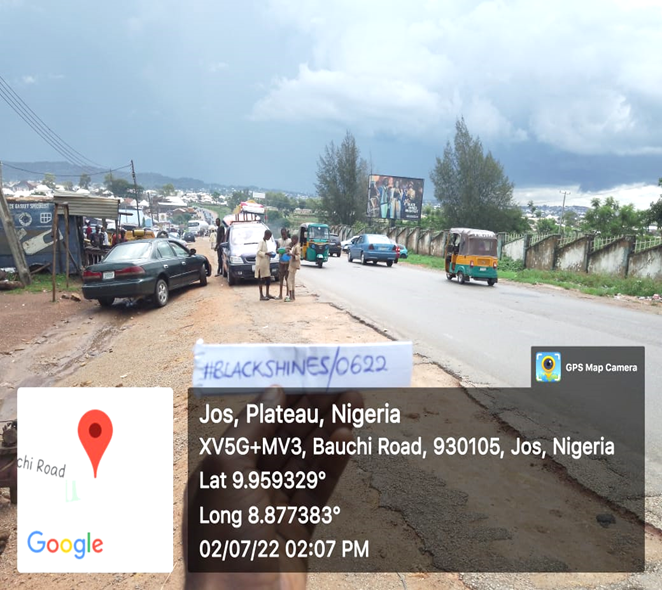 #BLACKSHINES/0622
GPS Map Camera
Jos, Plateau, Nigeria
XV5G+MV3, Bauchi Road, 930105, Jos, Nigeria
Lat 9.959329°
Long 8.877383°
02/07/22 02:07 PM
chi Road
Google